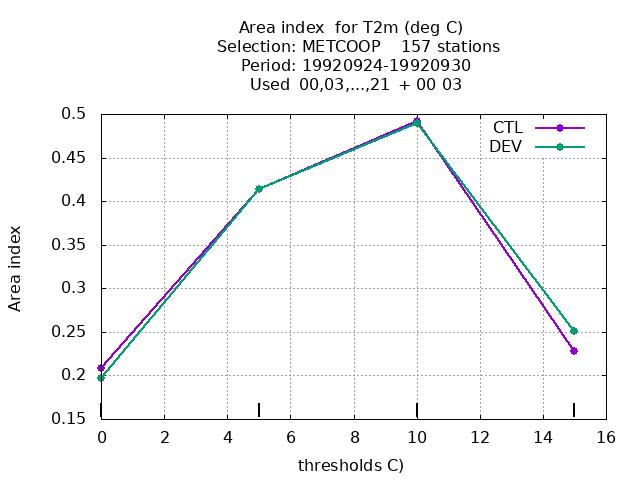 Area index  for T2m (deg C)
Selection: METCOOP    157 stations
Period: 19920924-19920930
Used  00,03,...,21  + 00 03
CTL
DEV
0.5
0.45
0.4
0.35
0.3
0.25
0.2
0.15
Area index
0 2 4 6 8 10 12 14 16
thresholds C)